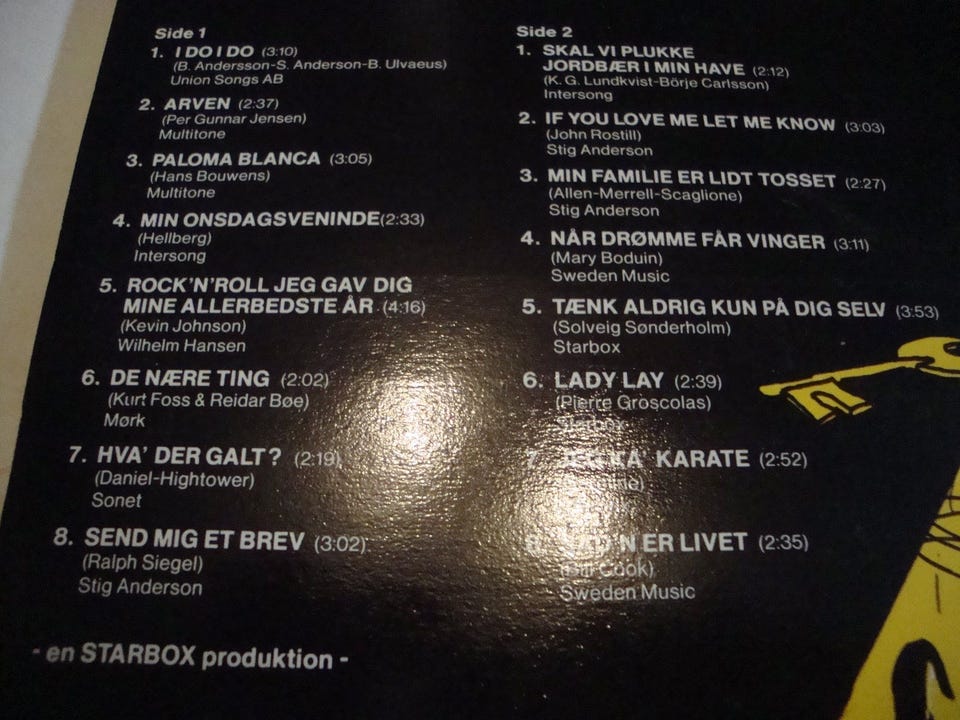 Side 1
1. I DO I DO (3:10)
(B. Andersson-S. Anderson-B. Ulvaeus)
Union Songs AB
2. ARVEN (2:37)
(Per Gunnar Jensen)
Multitone
3. PALOMA BLANCA (3:05)
(Hans Bouwens)
Multitone
4. MIN ONSDAGSVENINDE(2:33)
(Hellberg)
Intersong
5. ROCK'N'ROLL JEG GAV DIG
MINE ALLERBEDSTE ÅR (4:16)
(Kevin Johnson)
Wilhelm Hansen
6. DE NÆRE TING (2:02)
(Kurt Foss & Reidar Bøe)
Mørk
7. HVA' DER GALT? (2:19)
(Daniel-Hightower)
Sonet
8. SEND MIG ET BREV (3:02)
(Ralph Siegel)
Stig Anderson
- en STARBOX produktion -
Side 2
1. SKAL VI PLUKKE
JORDBÆR I MIN HAVE (2:12)
(K. G. Lundkvist-Börje Carlsson)
Intersong
2. IF YOU LOVE ME LET ME KNOW (3:03)
(John Rostill)
Stig Anderson
3. MIN FAMILIE ER LIDT TOSSET (2:27)
(Allen-Merrell-Scaglione)
Stig Anderson
4. NÅR DRØMME FÅR VINGER (3:11)
(Mary Boduin)
Sweden Music
5. TÆNK ALDRIG KUN PÅ DIG SELV (3:53)
(Solveig Sønderholm)
Starbox
6. LADY LAY (2:39)
(Pierre Groscolas)
Starbox
7. JEG KA' KARATE (2:52)
8. ER LIVET (2:35)
(Bill Cook)
Sweden Music